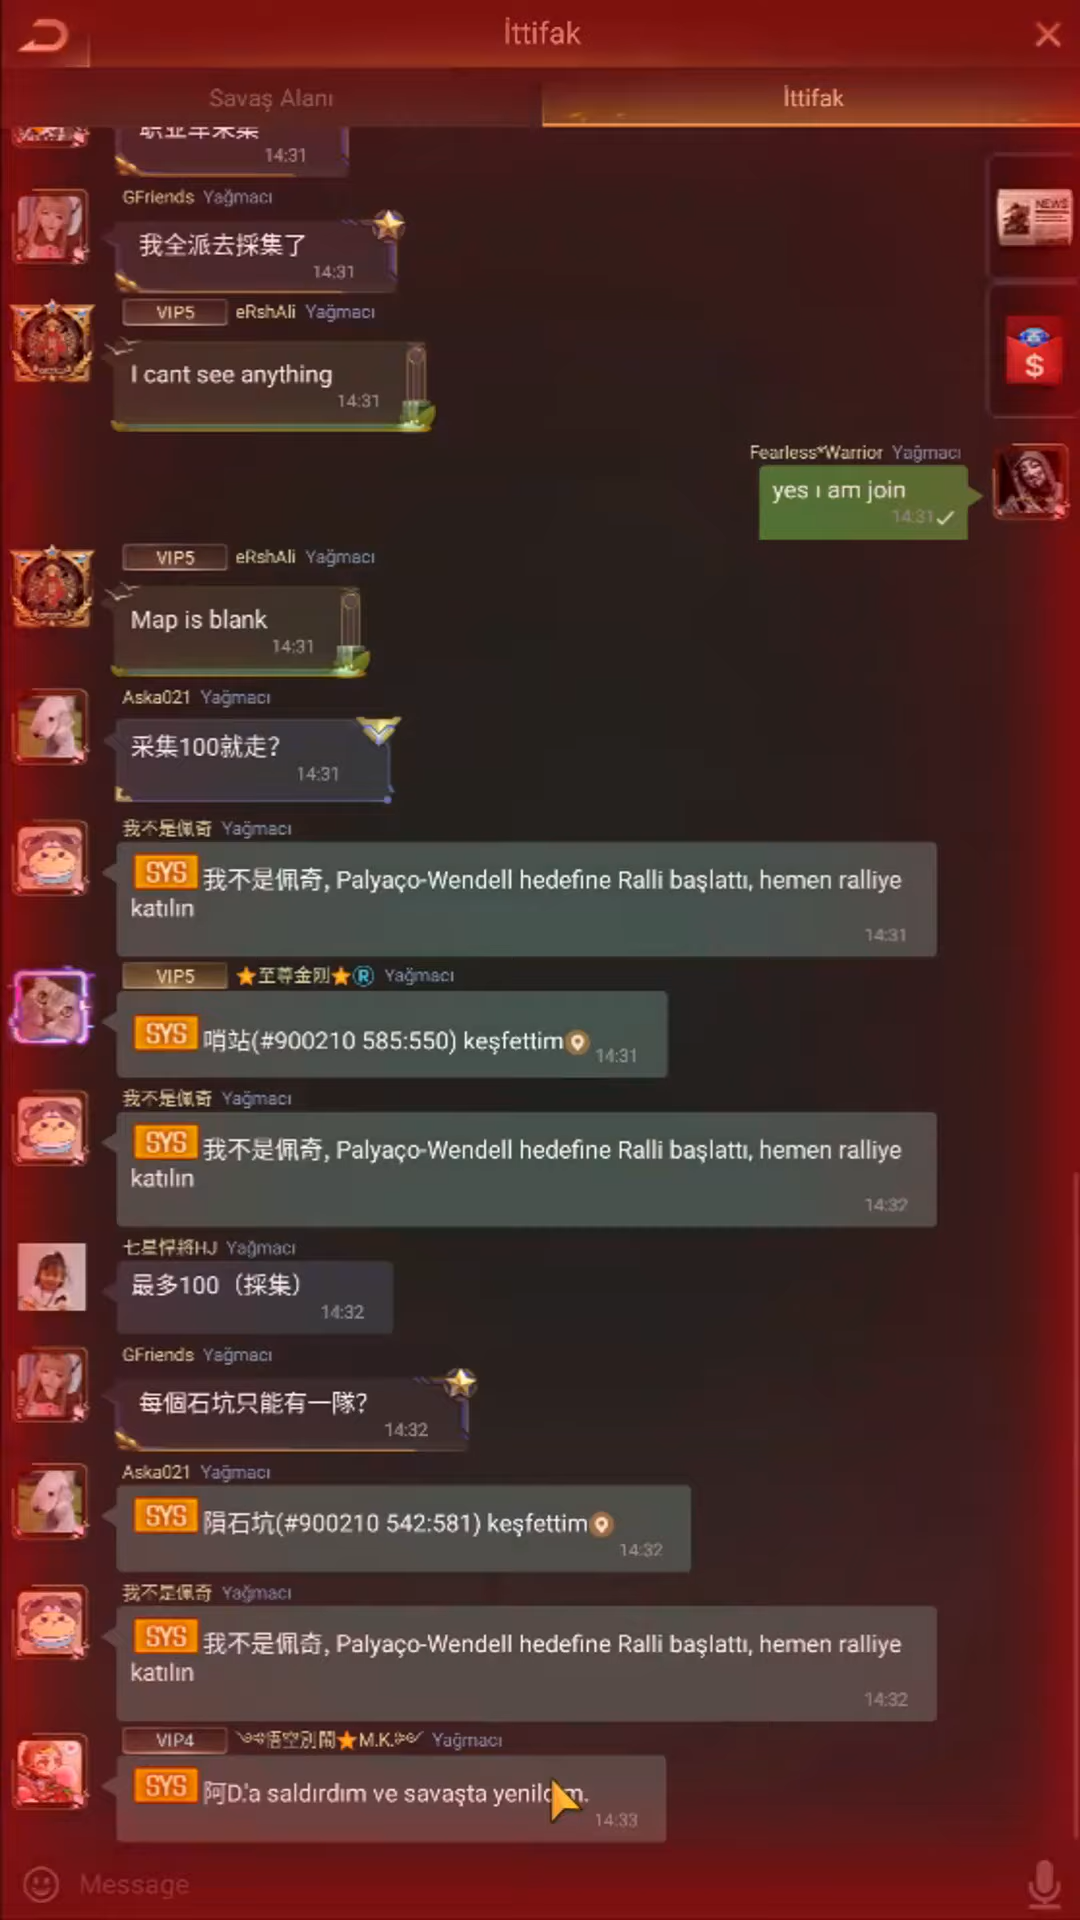 İttifak
Savaş Alanı
İttifak
14:31
GFriends Yağmacı
我全派去採集了
14:31
NEWS
VIP5 eRshAli Yağmacı
I cant see anything
14:31
$
Fearless*Warrior Yağmacı
yes ı am join
14:31
VIP5 eRshAli Yağmacı
Map is blank
14:31
Aska021 Yağmacı
采集100就走?
14:31
我不是佩奇 Yağmacı
SYS 我不是佩奇, Palyaço-Wendell hedefine Ralli başlattı, hemen ralliye
katılın
14:31
VIP5 ⭐至尊金刚⭐® Yağmacı
SYS 哨站(#900210 585:550) keşfettim
14:31
我不是佩奇 Yağmacı
SYS 我不是佩奇, Palyaço-Wendell hedefine Ralli başlattı, hemen ralliye
katılın
14:32
七星悍將HJ Yağmacı
最多100（採集）
14:32
GFriends Yağmacı
每個石坑只能有一隊?
14:32
Aska021 Yağmacı
SYS 陨石坑(#900210 542:581) keşfettim
14:32
我不是佩奇 Yağmacı
SYS 我不是佩奇, Palyaço-Wendell hedefine Ralli başlattı, hemen ralliye
katılın
14:32
VIP4 ⭐M.K. Yağmacı
SYS 阿D.'a saldırdım ve savaşta
14:33
Message